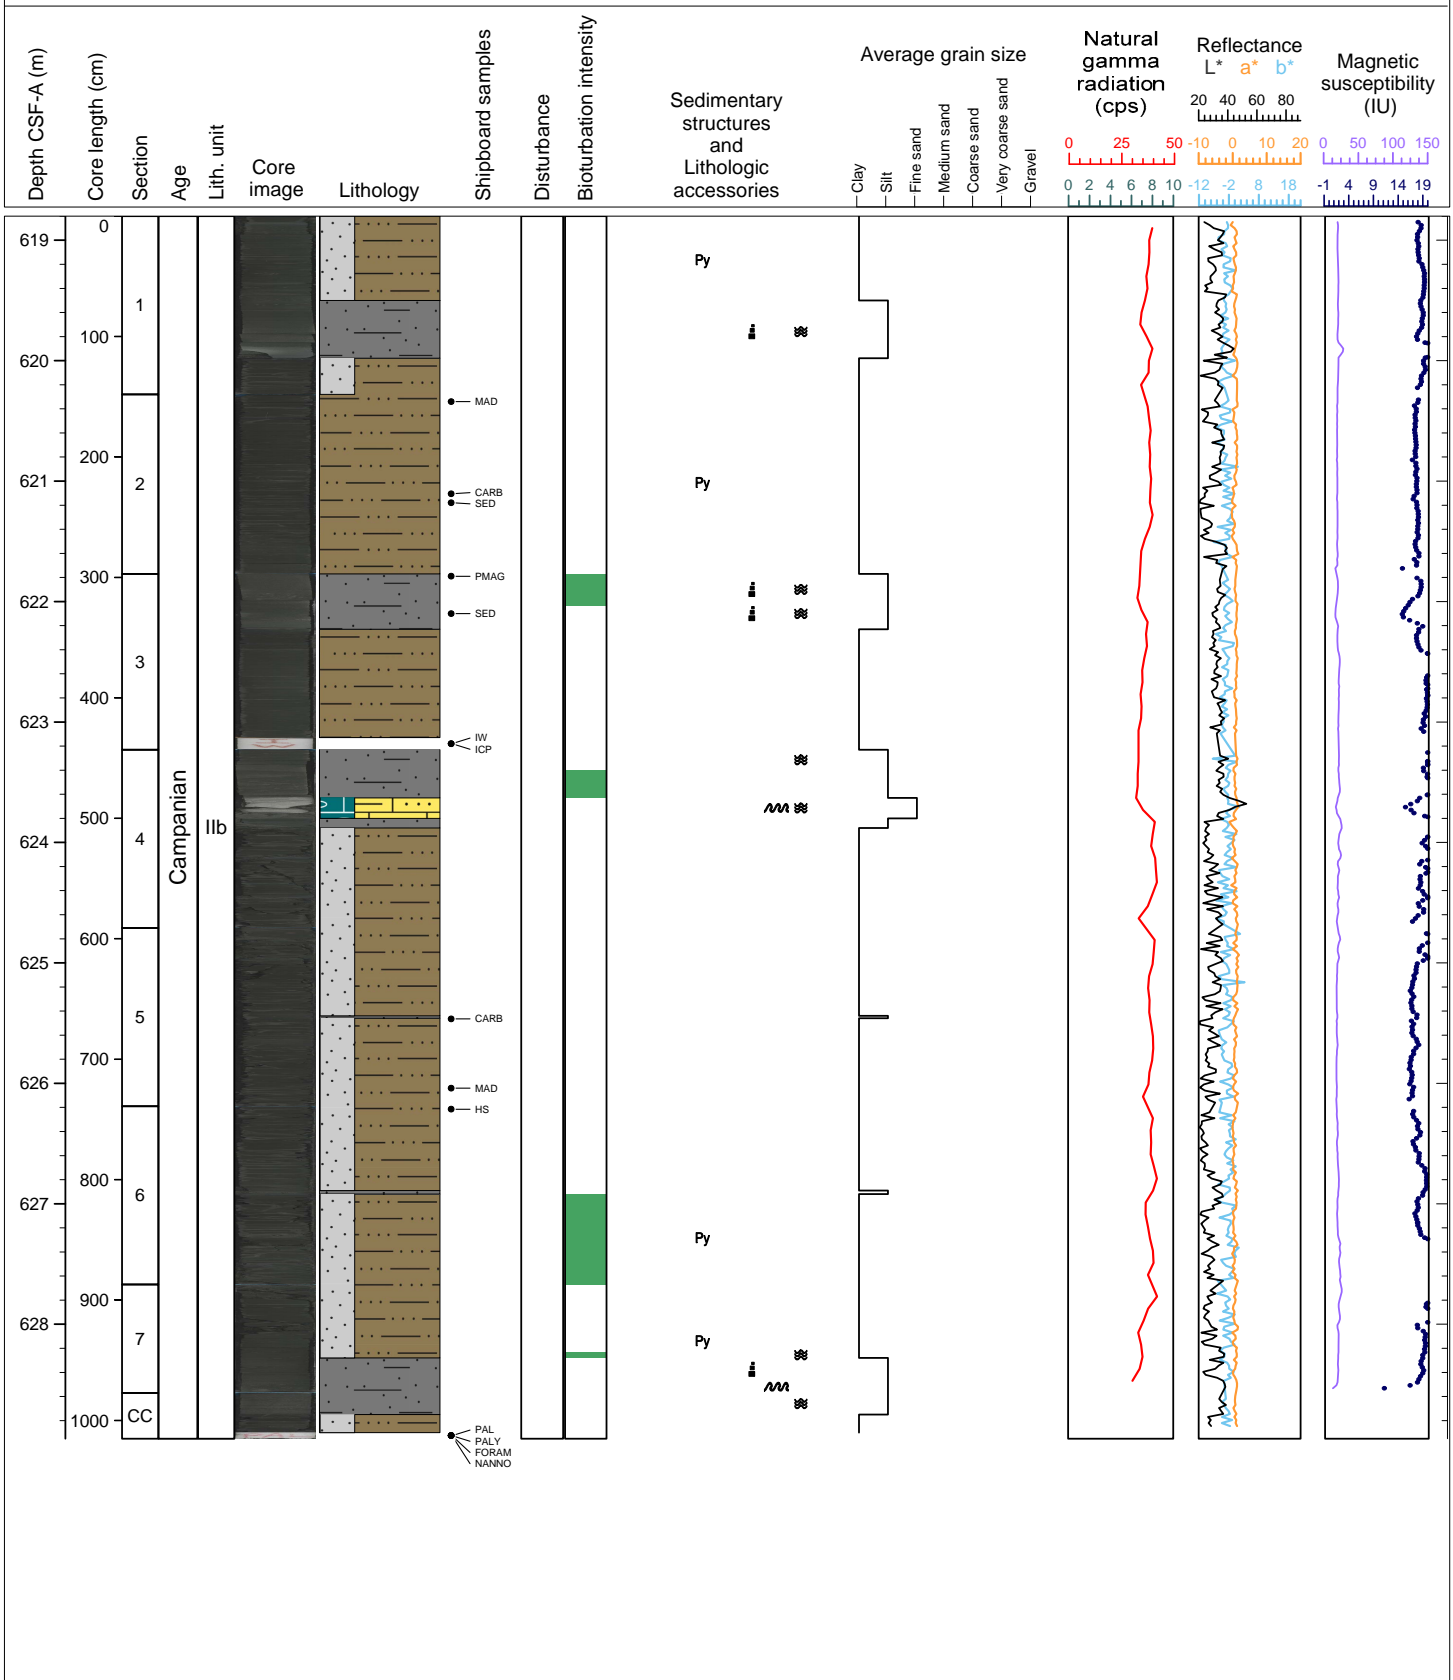 Depth CSF-A (m)
Core length (cm)
Section
Age
Lith. unit
Core
image
Lithology
Shipboard samples
Disturbance
Bioturbation intensity
Sedimentary
structures
and
Lithologic
accessories
Average grain size
Clay
Silt
Fine sand
Medium sand
Coarse sand
Very coarse sand
Gravel
Natural
gamma
radiation
(cps)
0 25 50
0 2 4 6 8 10
Reflectance
L* a* b*
20 40 60 80
-10 0 10 20
-12 -2 8 18
Magnetic
susceptibility
(IU)
0 50 100 150
-1 4 9 14 19
619
620
621
622
623
624
625
626
627
628
0
100
200
300
400
500
600
700
800
900
1000
1
2
3
4
5
6
7
CC
Campanian
IIb
MAD
CARB
SED
PMAG
SED
IW
ICP
CARB
MAD
HS
PAL
PALY
FORAM
NANNO
Py
Py
Py
Py